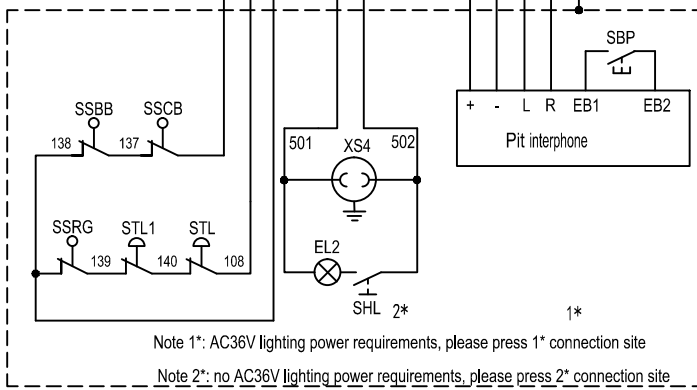 SBP
+ - L R EB1 EB2
Pit interphone
SSBB SSCB
138 137
501 XS4 502
SSRG STL1 STL
139 140 108
EL2
SHL 2* 1*
Note 1*: AC36V lighting power requirements, please press 1* connection site
Note 2*: no AC36V lighting power requirements, please press 2* connection site